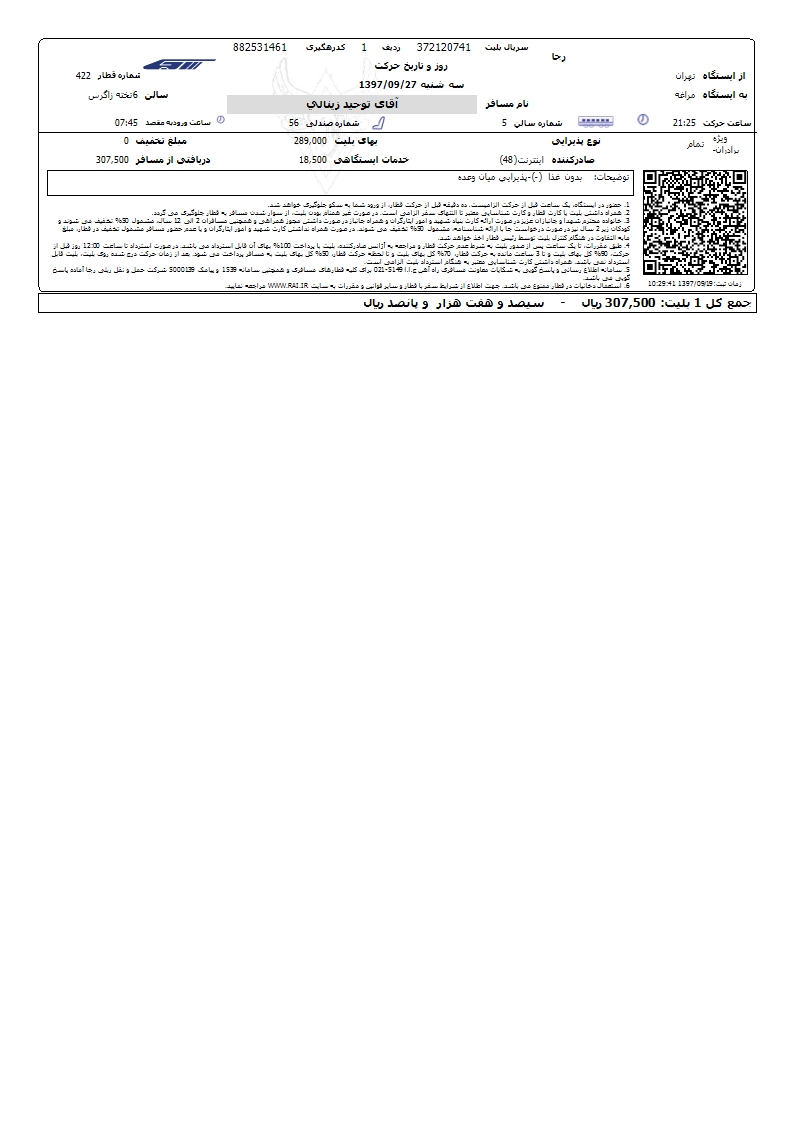 رجا
سریال بلیت 372120741 ردیف 1 کدرهگیری 882531461
روز و تاریخ حرکت
سه شنبه 1397/09/27
از ایستگاه تهران
شماره قطار 422
به ایستگاه مراغه
سالن 6تخته زاگرس
نام مسافر آقای توحید زینالي
ساعت حرکت 21:25 شماره سالن 5 شماره صندلی 56 ساعت ورودبه مقصد 07:45
ویژه برادران- تمام
نوع پذیرایی بهای بلیت 289,000 مبلغ تخفیف 0
صادرکننده اینترنت(48) خدمات ایستگاهی 18,500 دریافتی از مسافر 307,500
توضیحات: بدون غذا (-)-پذیرایی میان وعده
1. حضور در ایستگاه، یک ساعت قبل از حرکت الزامیست. ده دقیقه قبل از حرکت قطار، از ورود شما به سکو جلوگیری خواهد شد.
2. همراه داشتن بلیت یا کارت قطار و کارت شناسایی معتبر تا انتهای سفر الزامی است. در صورت غیر همنام بودن بلیت، از سوار شدن مسافر به قطار جلوگیری می گردد.
3. خانواده محترم شهدا و جانبازان عزیز در صورت ارائه کارت بنیاد شهید و امور ایثارگران و همراه جانباز در صورت داشتن مجوز همراهی و همچنین مسافران 2 الی 12 سال، مشمول 50% تخفیف می شوند و
کودکان زیر 2 سال نیز در صورت درخواست جا با ارائه شناسنامه، مشمول 50% تخفیف می شوند. در صورت همراه نداشتن کارت شهید و امور ایثارگران و یا عدم حضور مسافر مشمول تخفیف در قطار، مبلغ
مابه التفاوت در هنگام کنترل بلیت توسط رئیس قطار اخذ خواهد شد.
4. طبق مقررات، تا یک ساعت پس از صدور بلیت به شرط عدم حرکت قطار و مراجعه به آژانس صادرکننده، بلیت با پرداخت 100% بهای آن قابل استرداد می باشد. در صورت استرداد تا ساعت 12:00 روز قبل از
حرکت، 90% کل بهای بلیت و تا 3 ساعت مانده به حرکت قطار، 70% کل بهای بلیت و تا لحظه حرکت قطار، 50% کل بهای بلیت به مسافر پرداخت می شود. بعد از زمان حرکت درج شده روی بلیت، بلیت قابل
استرداد نمی باشد. همراه داشتن کارت شناسایی معتبر به هنگام استرداد بلیت الزامی است.
5. سامانه اطلاع رسانی و پاسخ گویی به شکایات معاونت مسافری راه آهن ج.ا.ا 5149-021 برای کلیه قطارهای مسافری و همچنین سامانه 1539 و پیامک 5000139 شرکت حمل و نقل ریلی رجا آماده پاسخ
گویی می باشد.
6. استعمال دخانیات در قطار ممنوع می باشد. جهت اطلاع از شرایط سفر با قطار و سایر قوانین و مقررات به سایت WWW.RAI.IR مراجعه نمایید.
زمان ثبت:1397/09/19 10:29:41
جمع کل 1 بلیت: 307,500 ریال - سیصد و هفت هزار و پانصد ریال